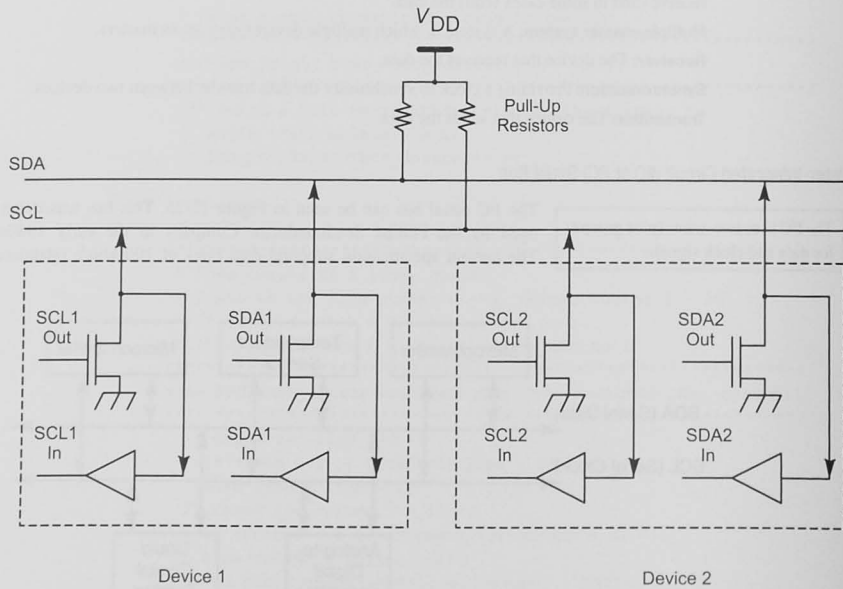 VDD
Pull-Up
Resistors
SDA
SCL
SCL1
Out
SDA1
Out
SCL2
Out
SDA2
Out
SCL1
In
SDA1
In
SCL2
In
SDA2
In
Device 1
Device 2